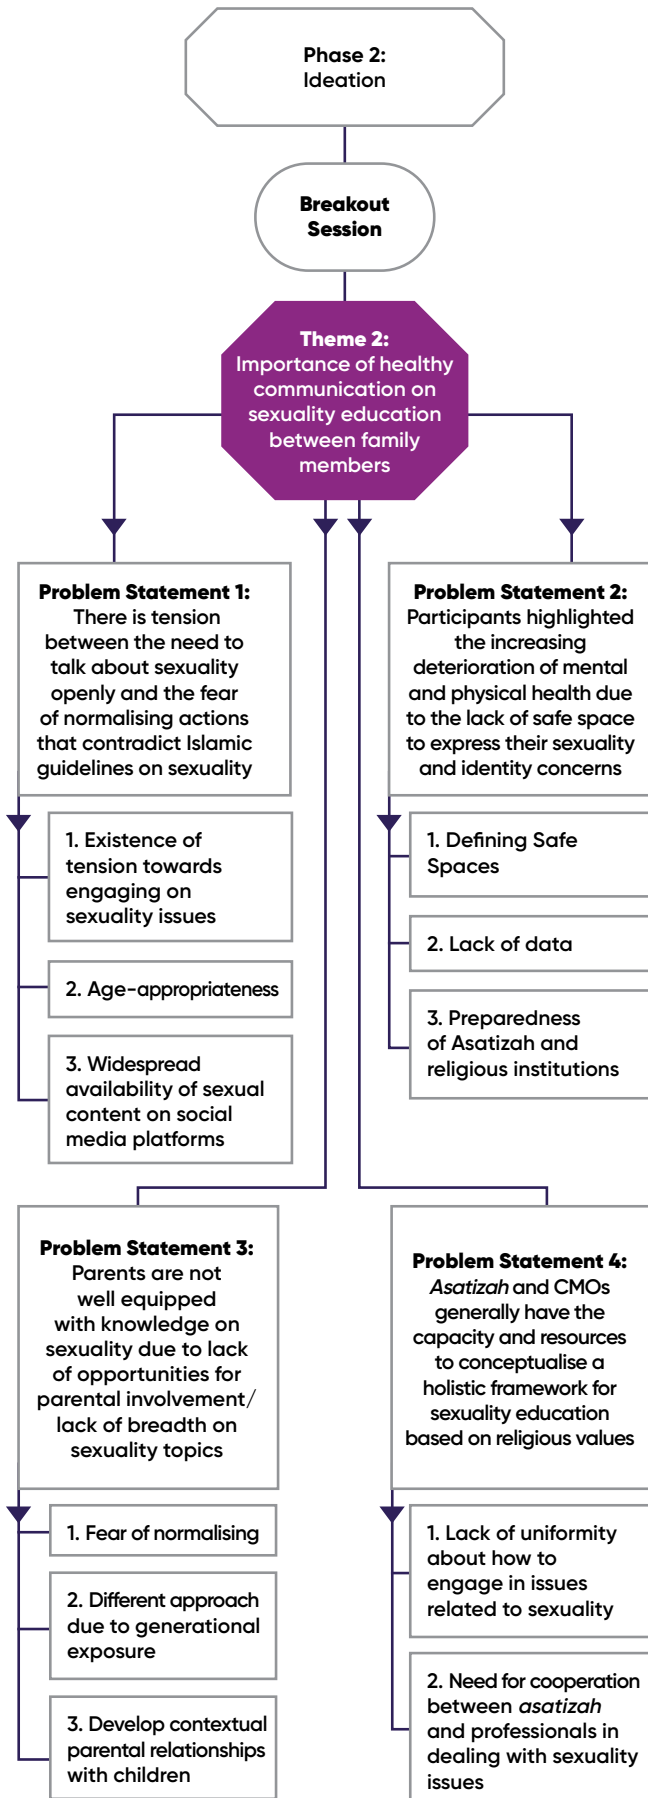 Phase 2:
Ideation
Breakout
Session
Theme 2:
Importance of healthy
communication on
sexuality education
between family
members
Problem Statement 1:
There is tension
between the need to
talk about sexuality
openly and the fear
of normalising actions
that contradict Islamic
guidelines on sexuality
1. Existence of
tension towards
engaging on
sexuality issues
2. Age-appropriateness
3. Widespread
availability of sexual
content on social
media platforms
Problem Statement 2:
Participants highlighted
the increasing
deterioration of mental
and physical health due
to the lack of safe space
to express their sexuality
and identity concerns
1. Defining Safe
Spaces
2. Lack of data
3. Preparedness
of Asatizah and
religious institutions
Problem Statement 3:
Parents are not
well equipped
with knowledge on
sexuality due to lack
of opportunities for
parental involvement/
lack of breadth on
sexuality topics
1. Fear of normalising
2. Different approach
due to generational
exposure
3. Develop contextual
parental relationships
with children
Problem Statement 4:
Asatizah and CMOs
generally have the
capacity and resources
to conceptualise a
holistic framework for
sexuality education
based on religious values
1. Lack of uniformity
about how to
engage in issues
related to sexuality
2. Need for cooperation
between asatizah
and professionals in
dealing with sexuality
issues